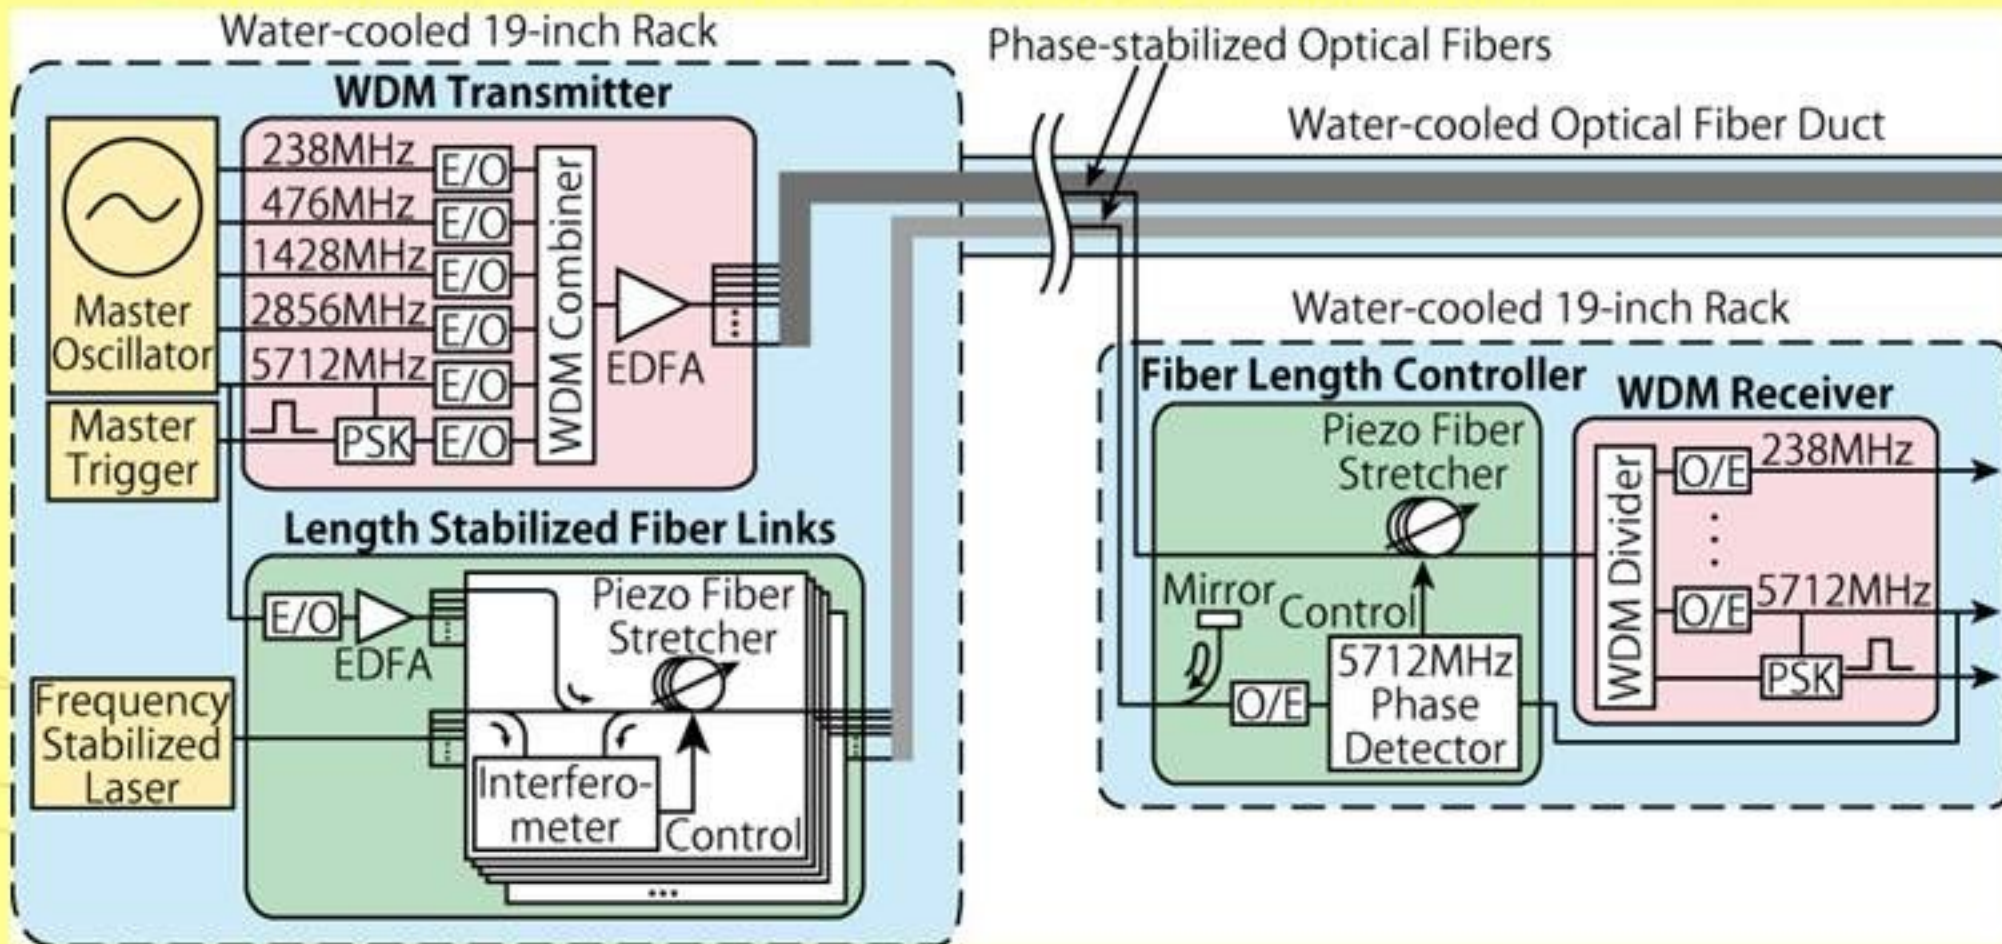 Water-cooled 19-inch Rack
Phase-stabilized Optical Fibers
Water-cooled Optical Fiber Duct
WDM Transmitter
Master
Oscillator
238MHz
E/O
476MHz
E/O
1428MHz
E/O
2856MHz
E/O
5712MHz
E/O
PSK
E/O
WDM Combiner
EDFA
Master
Trigger
Length Stabilized Fiber Links
E/O
EDFA
Piezo Fiber
Stretcher
Frequency
Stabilized
Laser
Interfero-
meter
Control
...
Water-cooled 19-inch Rack
Fiber Length Controller
Piezo Fiber
Stretcher
Mirror
Control
O/E
5712MHz
Phase
Detector
WDM Receiver
WDM Divider
O/E
238MHz
O/E
5712MHz
PSK